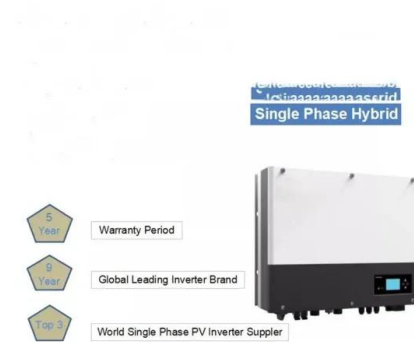 Single Phase Hybrid
5
Year
Warranty Period
9
Year
Global Leading Inverter Brand
Top 3
World Single Phase PV Inverter Suppler